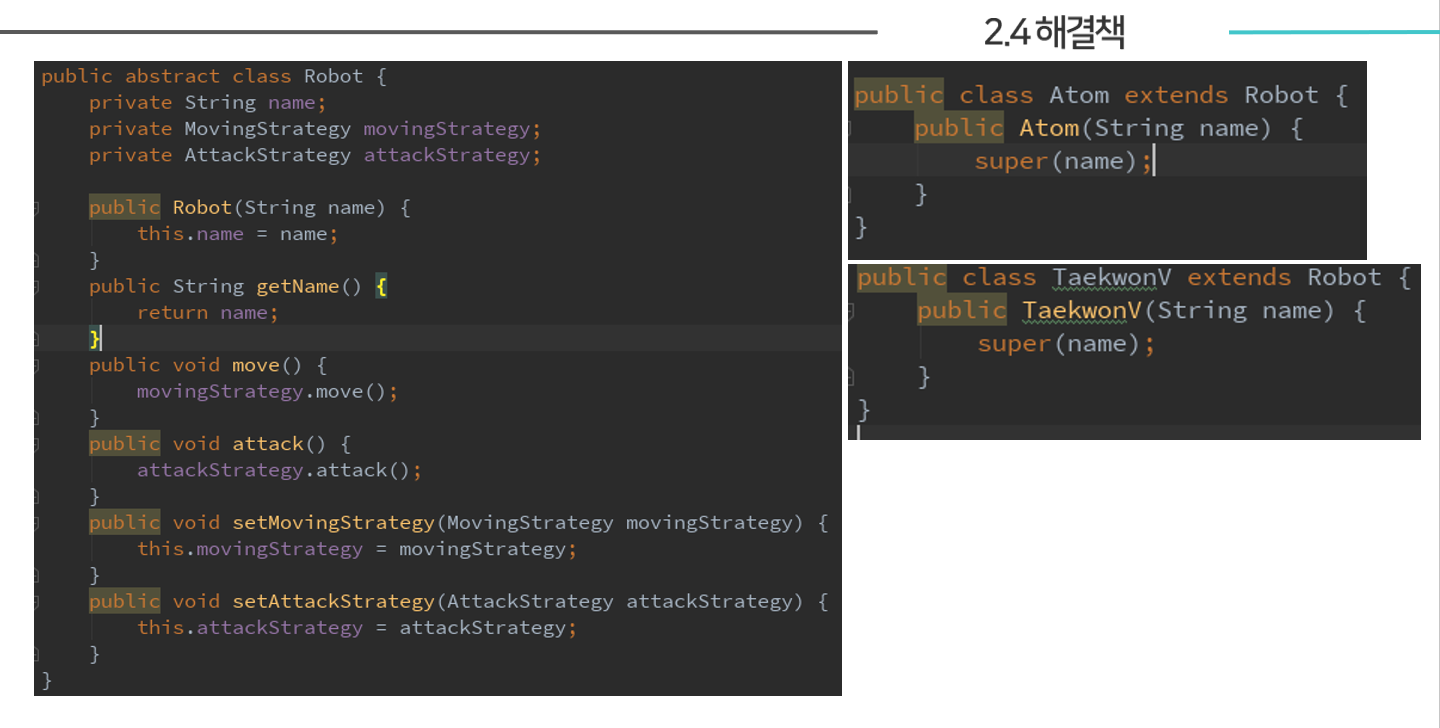 2.4 해결책
public abstract class Robot {
    private String name;
    private MovingStrategy movingStrategy;
    private AttackStrategy attackStrategy;

    public Robot(String name) {
        this.name = name;
    }
    public String getName() {
        return name;
    }
    public void move() {
        movingStrategy.move();
    }
    public void attack() {
        attackStrategy.attack();
    }
    public void setMovingStrategy(MovingStrategy movingStrategy) {
        this.movingStrategy = movingStrategy;
    }
    public void setAttackStrategy(AttackStrategy attackStrategy) {
        this.attackStrategy = attackStrategy;
    }
}
public class Atom extends Robot {
    public Atom(String name) {
        super(name);
    }
}
public class TaekwonV extends Robot {
    public TaekwonV(String name) {
        super(name);
    }
}